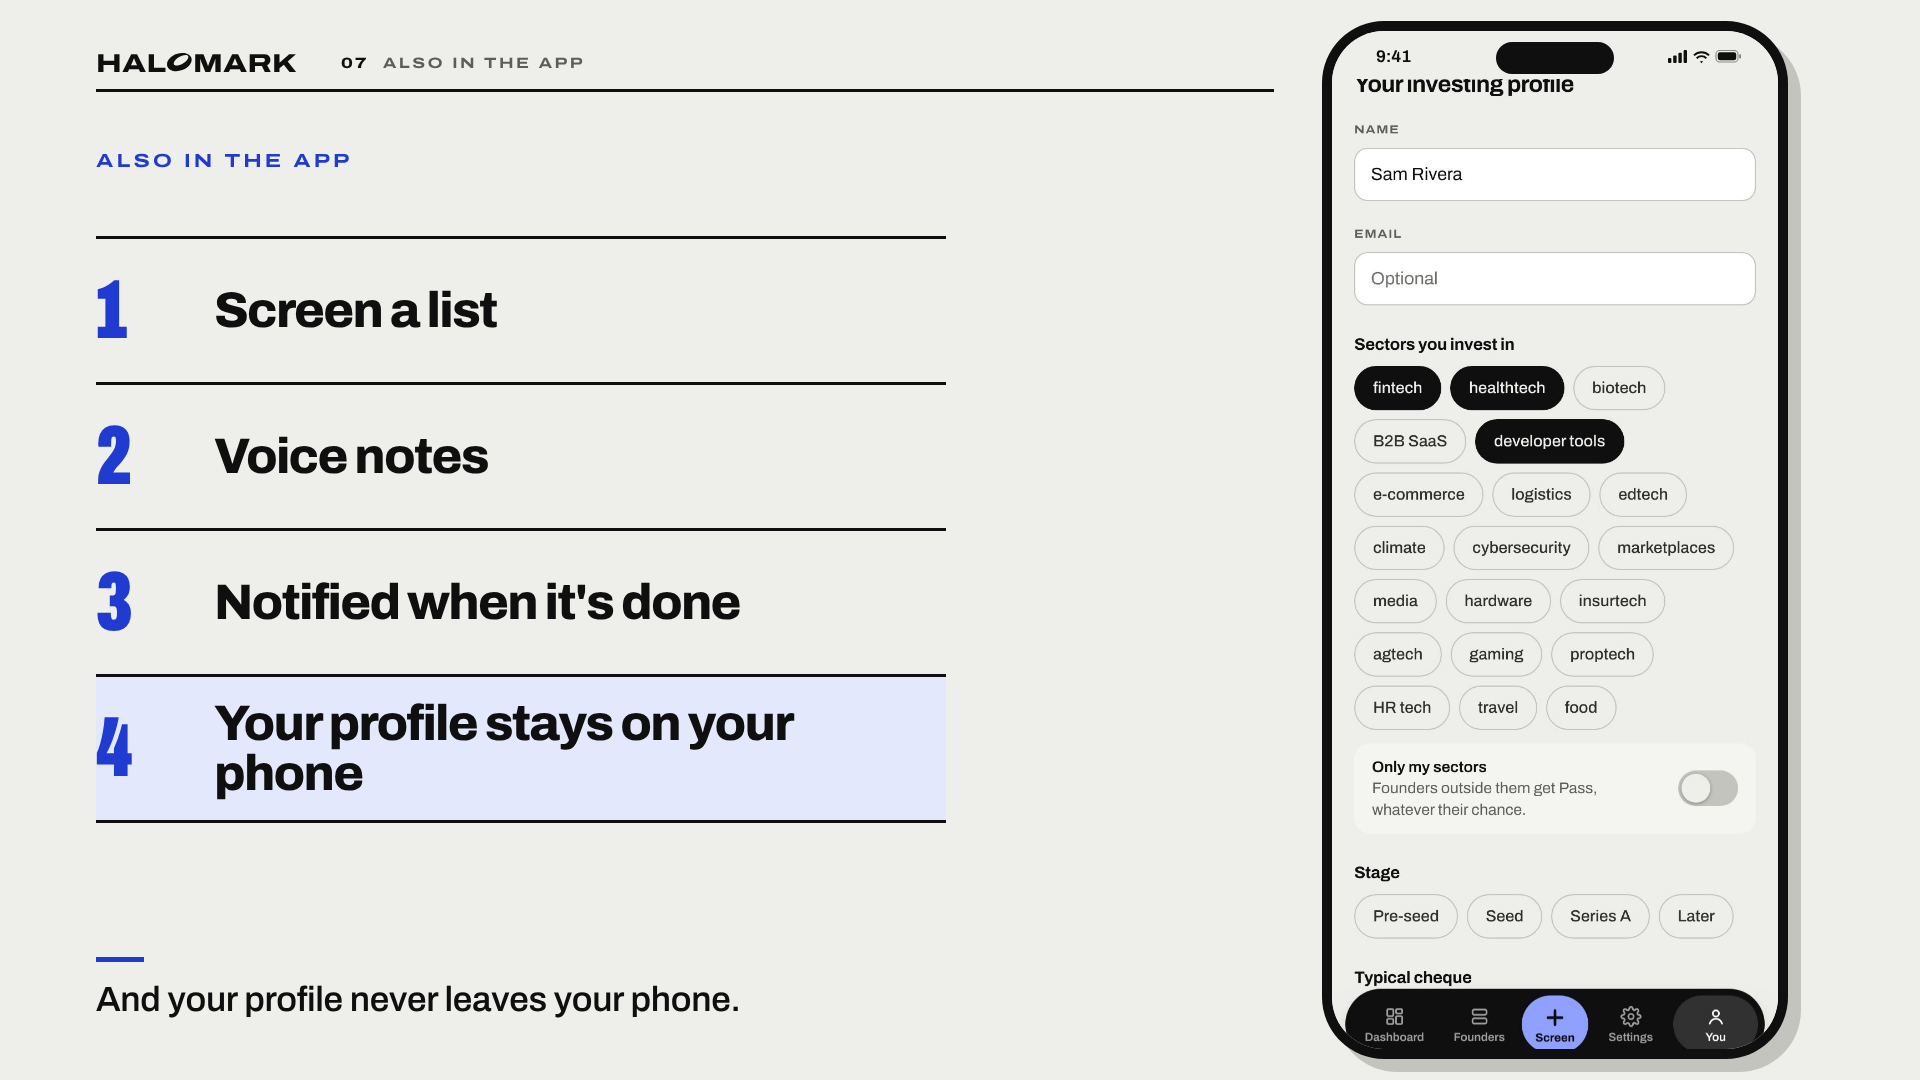 HALOMARK
07 ALSO IN THE APP
ALSO IN THE APP
1 Screen a list
2 Voice notes
3 Notified when it's done
4 Your profile stays on your
phone
And your profile never leaves your phone.
9:41
Your investing profile
NAME
Sam Rivera
EMAIL
Optional
Sectors you invest in
fintech healthtech biotech
B2B SaaS developer tools
e-commerce logistics edtech
climate cybersecurity marketplaces
media hardware insurtech
agtech gaming proptech
HR tech travel food
Only my sectors
Founders outside them get Pass,
whatever their chance.
Stage
Pre-seed Seed Series A Later
Typical cheque
Dashboard Founders Screen Settings You